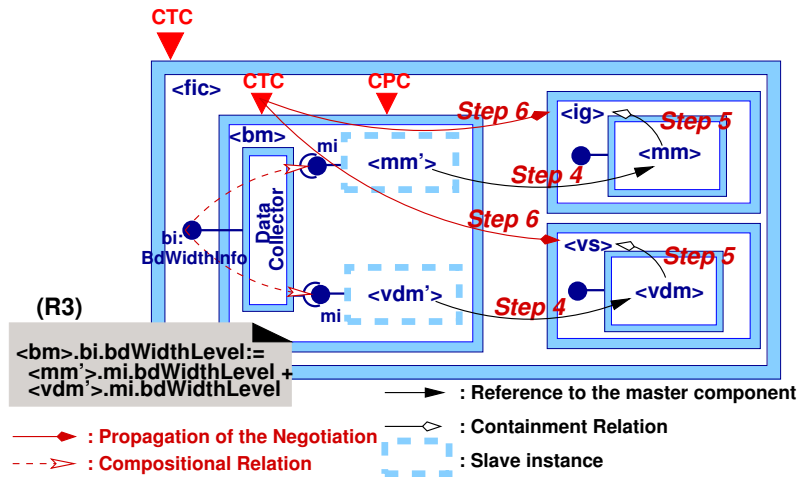 CTC
<fic>
CTC
CPC
Step 6
<ig>
Step 5
<bm>
mi
<mm'>
<mm>
Step 4
Data
Collector
bi:
BdWidthInfo
Step 6
<vs>
Step 5
<vdm'>
<vdm>
mi
Step 4
(R3)
<bm>.bi.bdWidthLevel:=
<mm'>.mi.bdWidthLevel +
<vdm'>.mi.bdWidthLevel
: Reference to the master component
: Propagation of the Negotiation
: Containment Relation
: Compositional Relation
: Slave instance